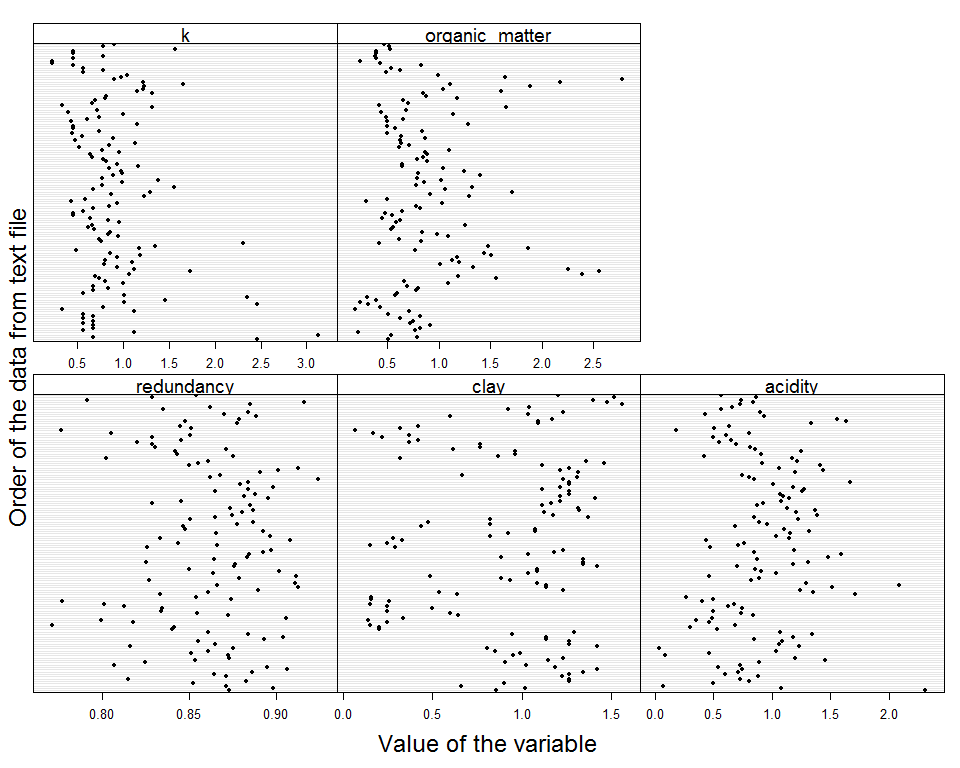 k organic_matter
0.5 1.0 1.5 2.0 2.5 3.0 0.5 1.0 1.5 2.0 2.5
redundancy clay acidity
0.80 0.85 0.90 0.0 0.5 1.0 1.5 0.0 0.5 1.0 1.5 2.0
Order of the data from text file
Value of the variable